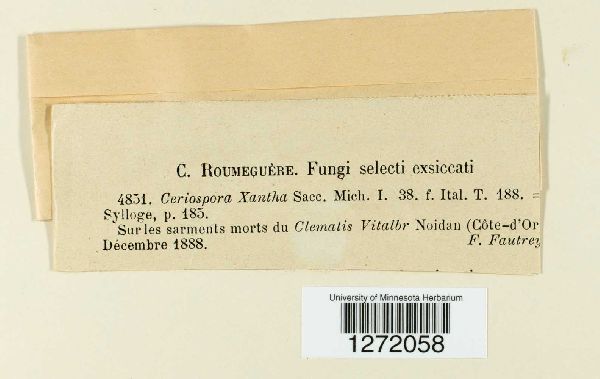 C. ROUMEGUÈRE. Fungi selecti exsiccati
4851. Ceriospora Xantha Sacc. Mich. I. 38. f. Ital. T. 188. =
Sylloge, p. 185.
Sur les sarments morts du Clematis Vitalbr Noidan (Côte-d'Or
Décembre 1888. F. Fautrey
University of Minnesota Herbarium
1272058